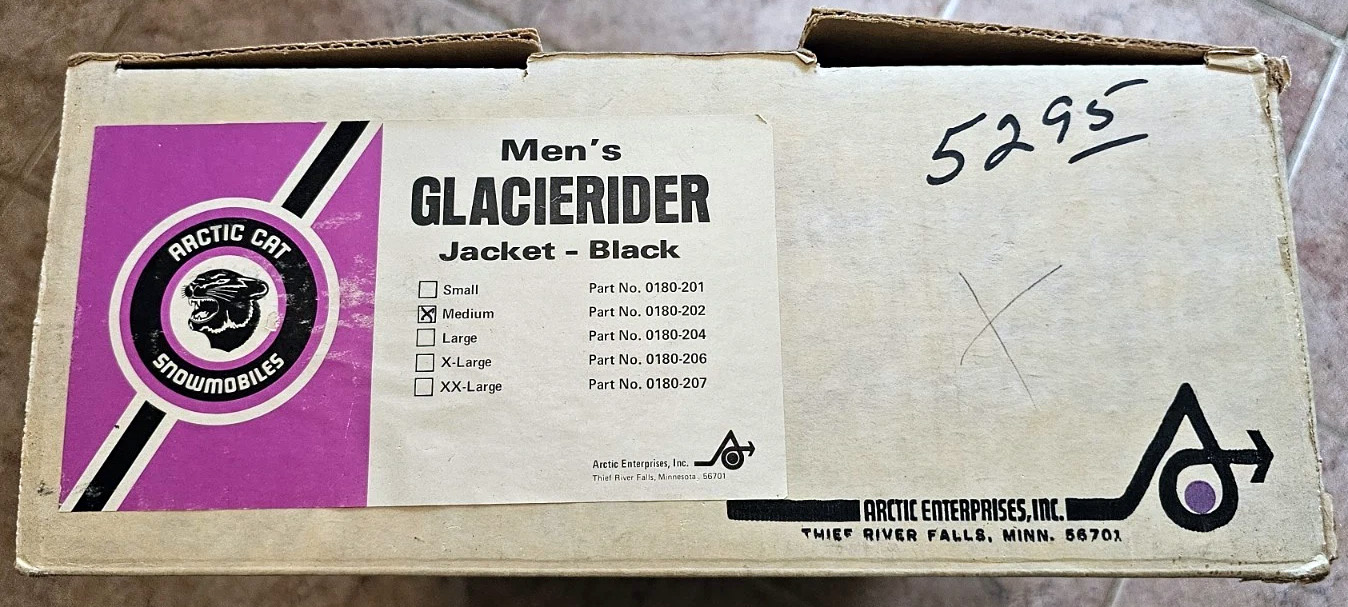 ARCTIC CAT
SNOWMOBILES
Men's
GLACIERIDER
Jacket - Black
Small Part No. 0180-201
Medium Part No. 0180-202
Large Part No. 0180-204
X-Large Part No. 0180-206
XX-Large Part No. 0180-207
Arctic Enterprises, Inc.
Thief River Falls, Minnesota. 56701
5295
ARCTIC ENTERPRISES, INC.
THIEF RIVER FALLS, MINN. 56701